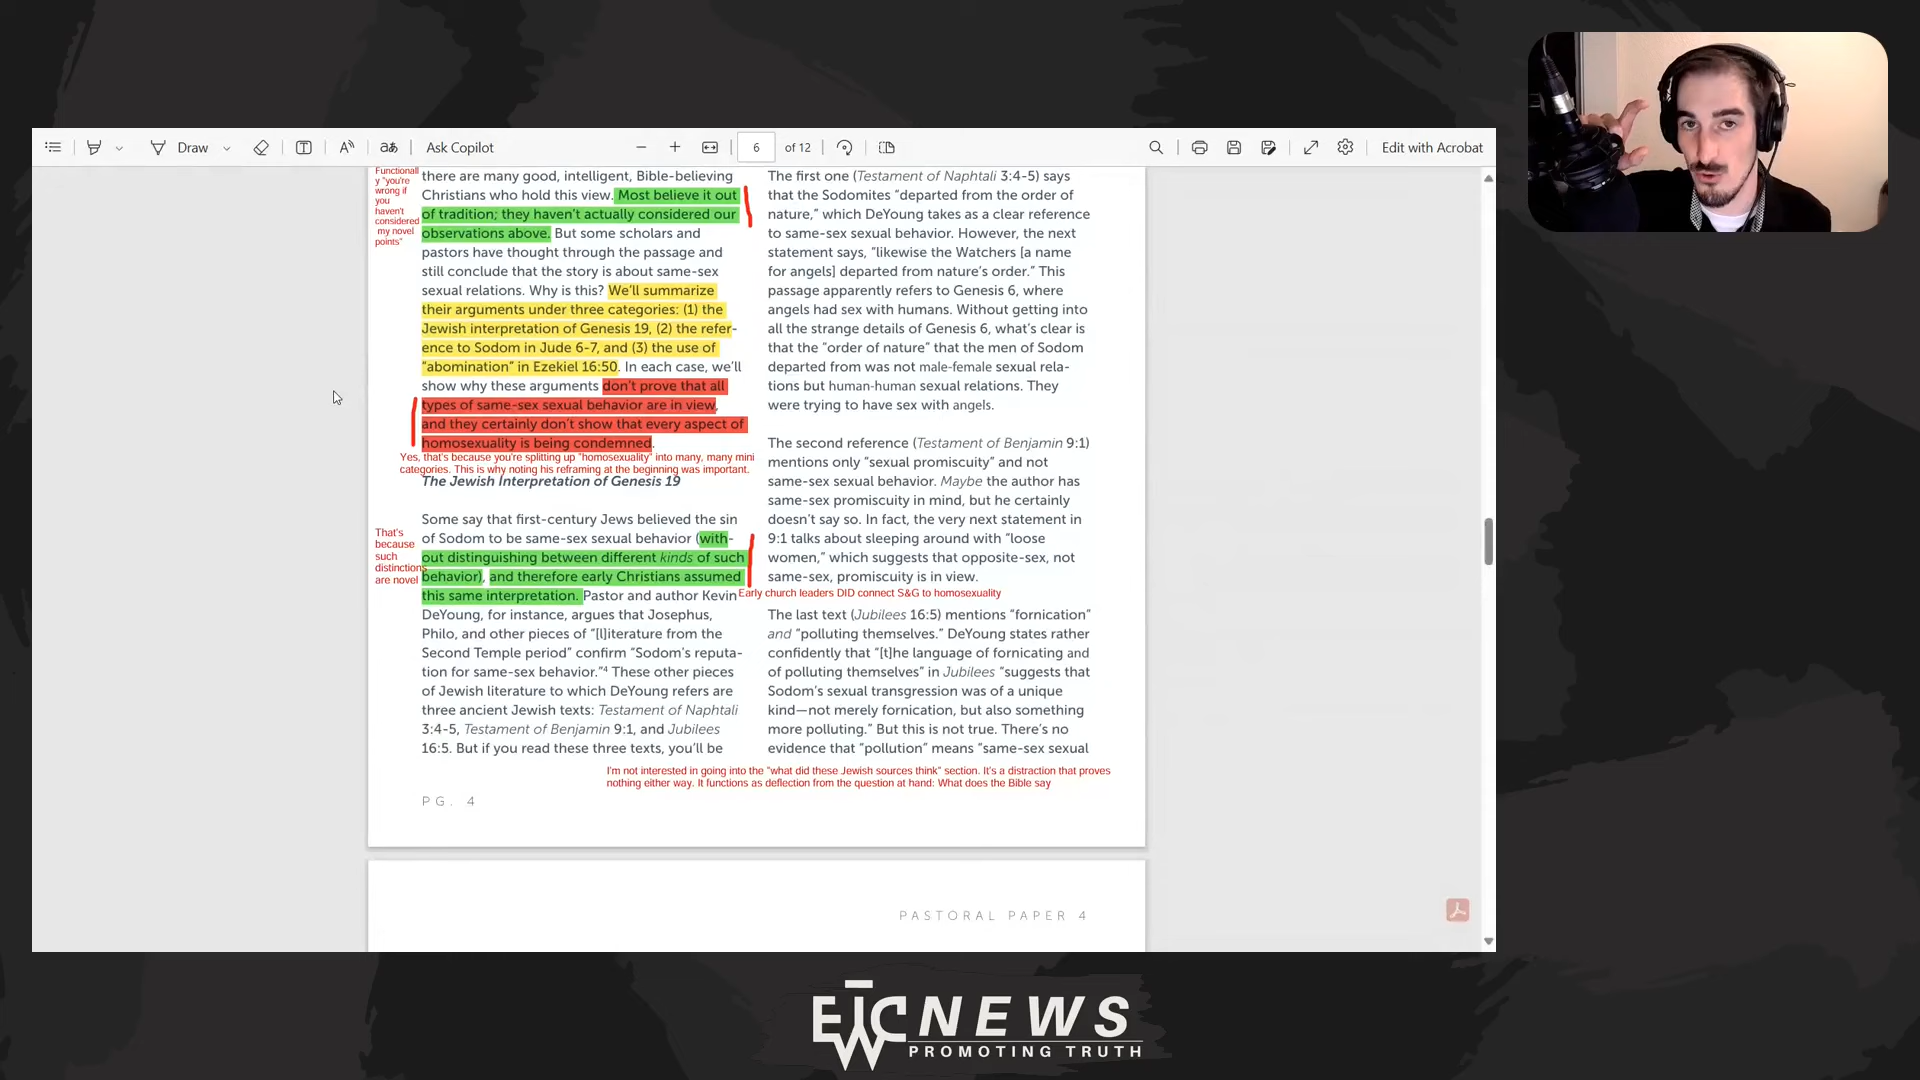 Draw
Ask Copilot
6
of 12
Edit with Acrobat
Functionall
y "you're
wrong if
you
haven't
considered
my novel
points"
there are many good, intelligent, Bible-believing
Christians who hold this view. Most believe it out
of tradition; they haven't actually considered our
observations above. But some scholars and
pastors have thought through the passage and
still conclude that the story is about same-sex
sexual relations. Why is this? We'll summarize
their arguments under three categories: (1) the
Jewish interpretation of Genesis 19, (2) the refer-
ence to Sodom in Jude 6-7, and (3) the use of
"abomination" in Ezekiel 16:50. In each case, we'll
show why these arguments don't prove that all
types of same-sex sexual behavior are in view,
and they certainly don't show that every aspect of
homosexuality is being condemned.
Yes, that's because you're splitting up "homosexuality" into many, many mini
categories. This is why noting his reframing at the beginning was important.
The Jewish Interpretation of Genesis 19
That's
because
such
distinctions
are novel
Some say that first-century Jews believed the sin
of Sodom to be same-sex sexual behavior (with-
out distinguishing between different kinds of such
behavior), and therefore early Christians assumed
this same interpretation. Pastor and author Kevin
DeYoung, for instance, argues that Josephus,
Philo, and other pieces of "[l]iterature from the
Second Temple period" confirm "Sodom's reputa-
tion for same-sex behavior."4 These other pieces
of Jewish literature to which DeYoung refers are
three ancient Jewish texts: Testament of Naphtali
3:4-5, Testament of Benjamin 9:1, and Jubilees
16:5. But if you read these three texts, you'll be
The first one (Testament of Naphtali 3:4-5) says
that the Sodomites "departed from the order of
nature," which DeYoung takes as a clear reference
to same-sex sexual behavior. However, the next
statement says, "likewise the Watchers [a name
for angels] departed from nature's order." This
passage apparently refers to Genesis 6, where
angels had sex with humans. Without getting into
all the strange details of Genesis 6, what's clear is
that the "order of nature" that the men of Sodom
departed from was not male-female sexual rela-
tions but human-human sexual relations. They
were trying to have sex with angels.
The second reference (Testament of Benjamin 9:1)
mentions only "sexual promiscuity" and not
same-sex sexual behavior. Maybe the author has
same-sex promiscuity in mind, but he certainly
doesn't say so. In fact, the very next statement in
9:1 talks about sleeping around with "loose
women," which suggests that opposite-sex, not
same-sex, promiscuity is in view.
Early church leaders DID connect S&G to homosexuality
The last text (Jubilees 16:5) mentions "fornication"
and "polluting themselves." DeYoung states rather
confidently that "[t]he language of fornicating and
of polluting themselves" in Jubilees "suggests that
Sodom's sexual transgression was of a unique
kind—not merely fornication, but also something
more polluting." But this is not true. There's no
evidence that "pollution" means "same-sex sexual
I'm not interested in going into the "what did these Jewish sources think" section. It's a distraction that proves
nothing either way. It functions as deflection from the question at hand: What does the Bible say
PG. 4
PASTORAL PAPER 4
EWC NEWS
PROMOTING TRUTH